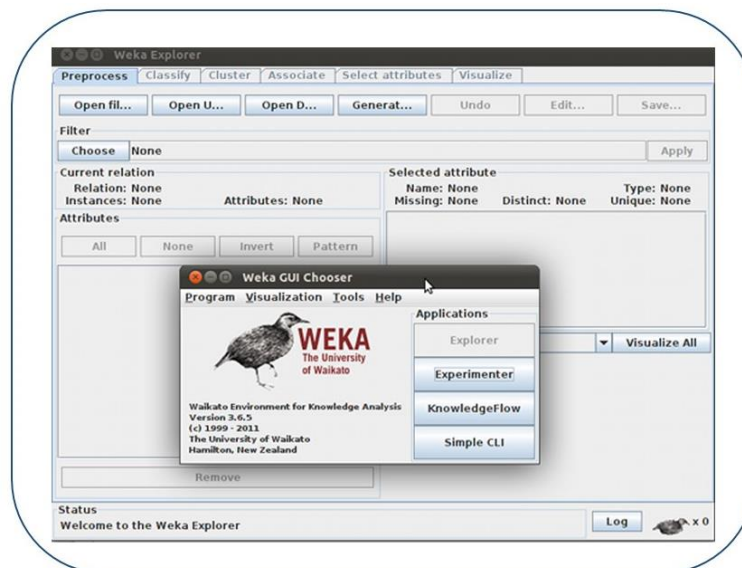 Weka Explorer
Preprocess Classify Cluster Associate Select attributes Visualize
Open fil... Open U... Open D... Generat... Undo Edit... Save...
Filter
Choose None Apply
Current relation
Relation: None
Instances: None Attributes: None
Selected attribute
Name: None Type: None
Missing: None Distinct: None Unique: None
Attributes
All None Invert Pattern
Weka GUI Chooser
Program Visualization Tools Help
WEKA
The University
of Waikato
Waikato Environment for Knowledge Analysis
Version 3.6.5
(c) 1999 - 2011
The University of Waikato
Hamilton, New Zealand
Applications
Explorer
Experimenter
KnowledgeFlow
Simple CLI
Visualize All
Remove
Status
Welcome to the Weka Explorer
Log x 0